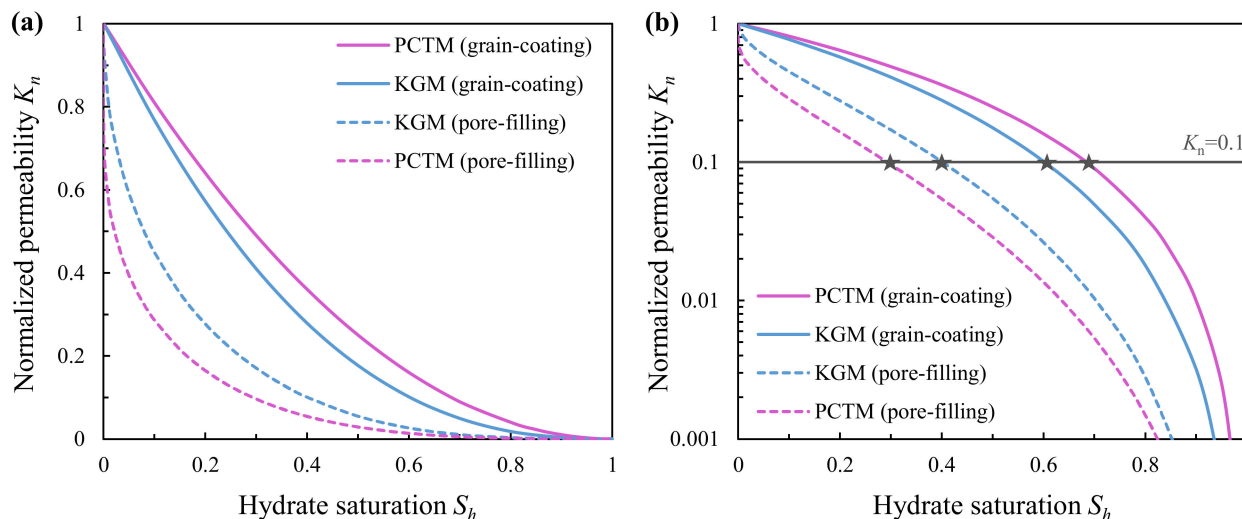 (a)
Normalized permeability Kn
1
0.8
0.6
0.4
0.2
0
0
0.2
0.4
0.6
0.8
1
Hydrate saturation Sh
PCTM (grain-coating)
KGM (grain-coating)
KGM (pore-filling)
PCTM (pore-filling)
(b)
Normalized permeability Kn
1
0.1
0.01
0.001
0
0.2
0.4
0.6
0.8
Hydrate saturation Sh
Kn=0.1
PCTM (grain-coating)
KGM (grain-coating)
KGM (pore-filling)
PCTM (pore-filling)